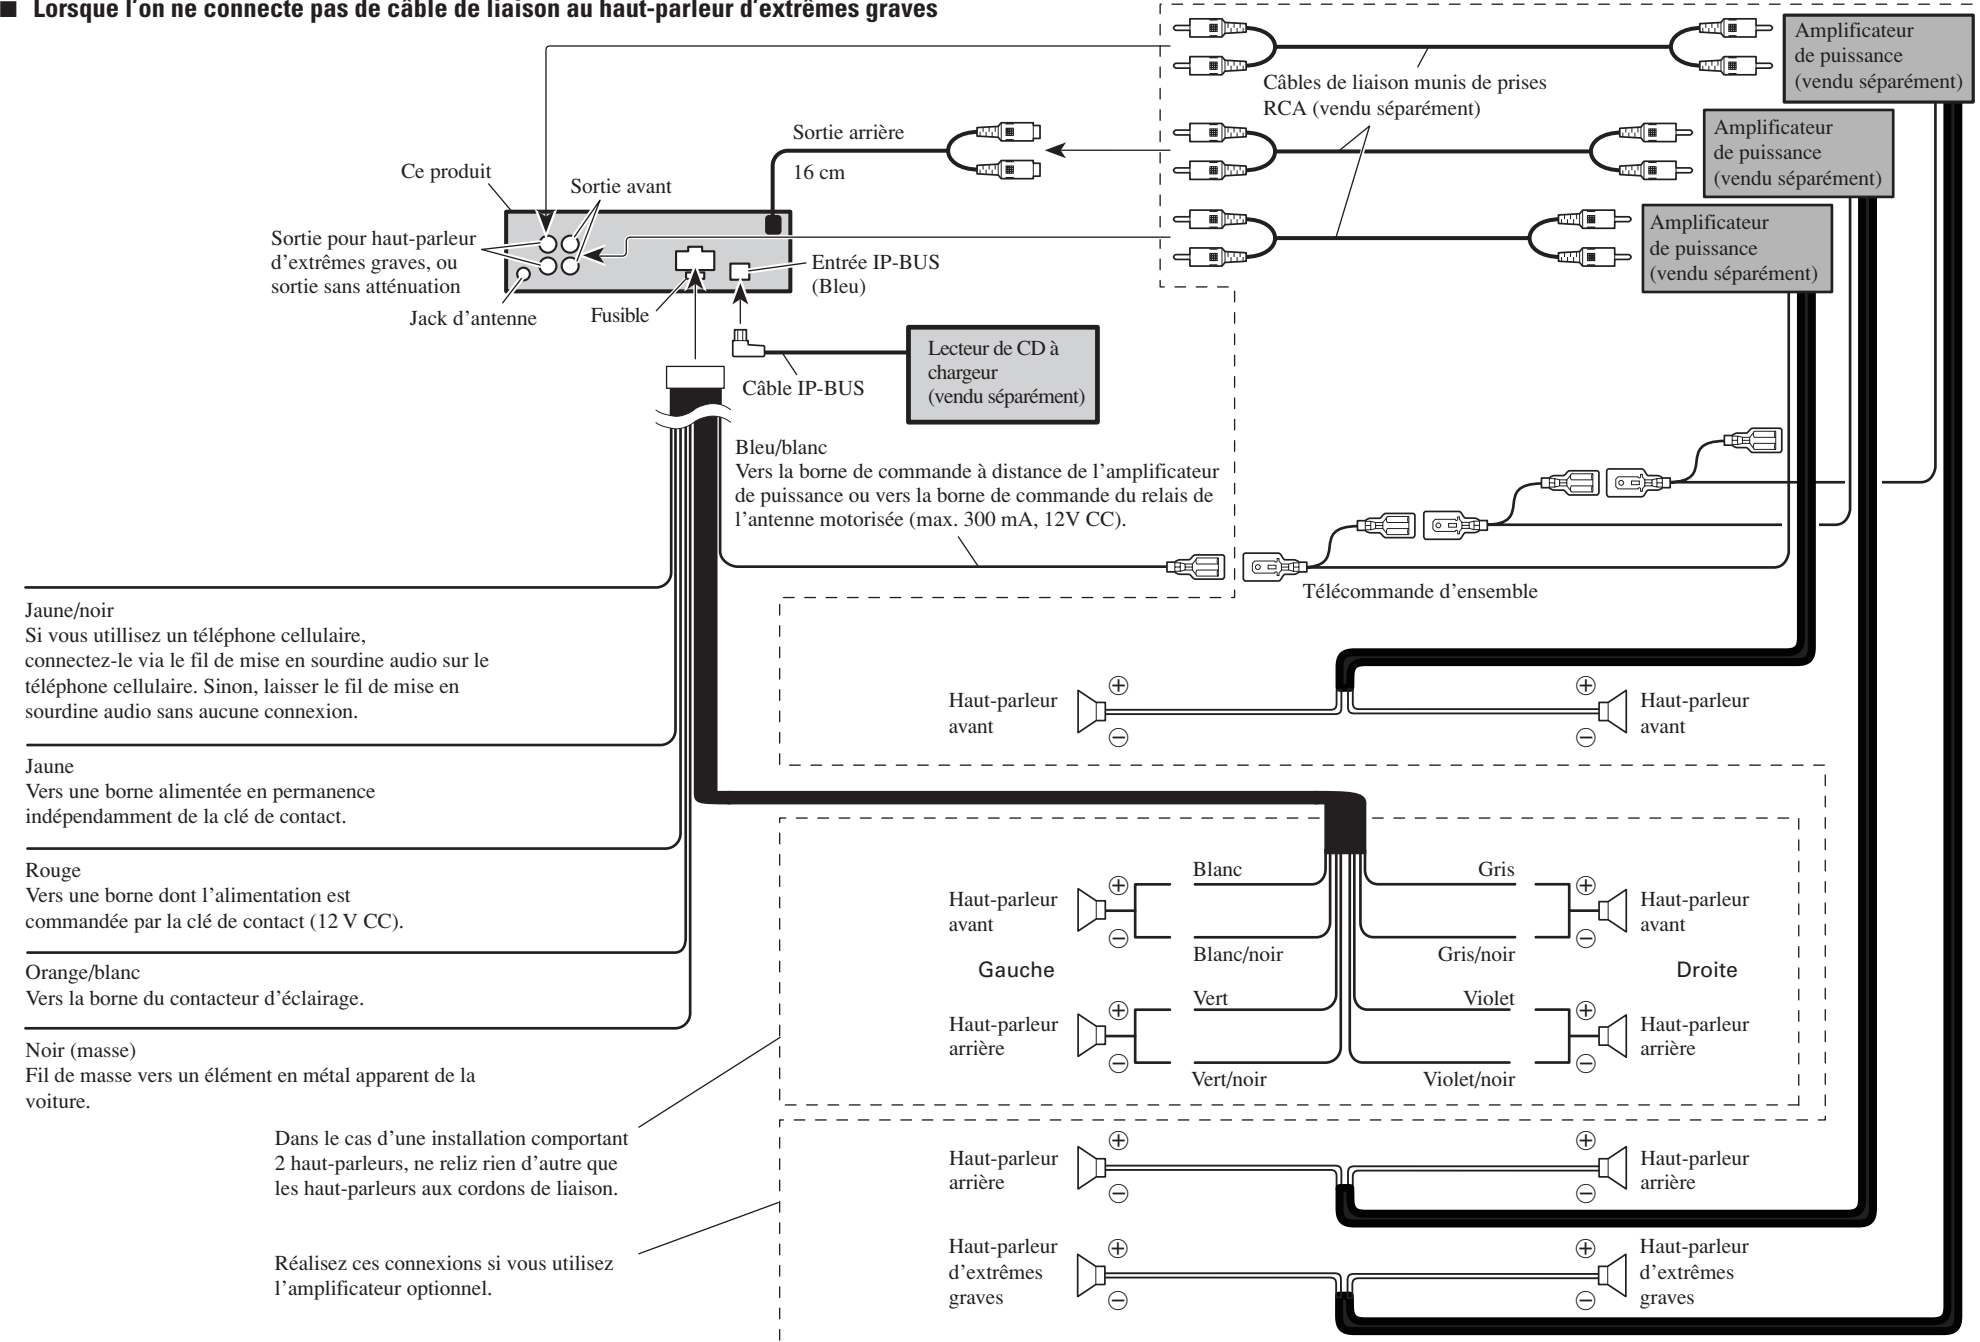 ■ Lorsque l'on ne connecte pas de câble de liaison au haut-parleur d'extrêmes graves
Amplificateur
de puissance
(vendu séparément)
Câbles de liaison munis de prises
RCA (vendu séparément)
Sortie arrière
16 cm
Amplificateur
de puissance
(vendu séparément)
Ce produit
Sortie avant
Amplificateur
de puissance
(vendu séparément)
Sortie pour haut-parleur
d'extrêmes graves, ou
sortie sans atténuation
Entrée IP-BUS
(Bleu)
Jack d'antenne
Fusible
Lecteur de CD à
chargeur
(vendu séparément)
Câble IP-BUS
Bleu/blanc
Vers la borne de commande à distance de l'amplificateur
de puissance ou vers la borne de commande du relais de
l'antenne motorisée (max. 300 mA, 12V CC).
Télécommande d'ensemble
Jaune/noir
Si vous utillisez un téléphone cellulaire,
connectez-le via le fil de mise en sourdine audio sur le
téléphone cellulaire. Sinon, laisser le fil de mise en
sourdine audio sans aucune connexion.
Jaune
Vers une borne alimentée en permanence
indépendamment de la clé de contact.
Rouge
Vers une borne dont l'alimentation est
commandée par la clé de contact (12 V CC).
Orange/blanc
Vers la borne du contacteur d'éclairage.
Noir (masse)
Fil de masse vers un élément en métal apparent de la
voiture.
Haut-parleur
avant
+
−
+
−
Haut-parleur
avant
Haut-parleur
avant
+
−
Blanc
Blanc/noir
Gris
Gris/noir
+
−
Haut-parleur
avant
Gauche
Droite
Haut-parleur
arrière
+
−
Vert
Vert/noir
Violet
Violet/noir
+
−
Haut-parleur
arrière
Dans le cas d'une installation comportant
2 haut-parleurs, ne reliz rien d'autre que
les haut-parleurs aux cordons de liaison.
Haut-parleur
arrière
+
−
+
−
Haut-parleur
arrière
Réalisez ces connexions si vous utilisez
l'amplificateur optionnel.
Haut-parleur
d'extrêmes
graves
+
−
+
−
Haut-parleur
d'extrêmes
graves